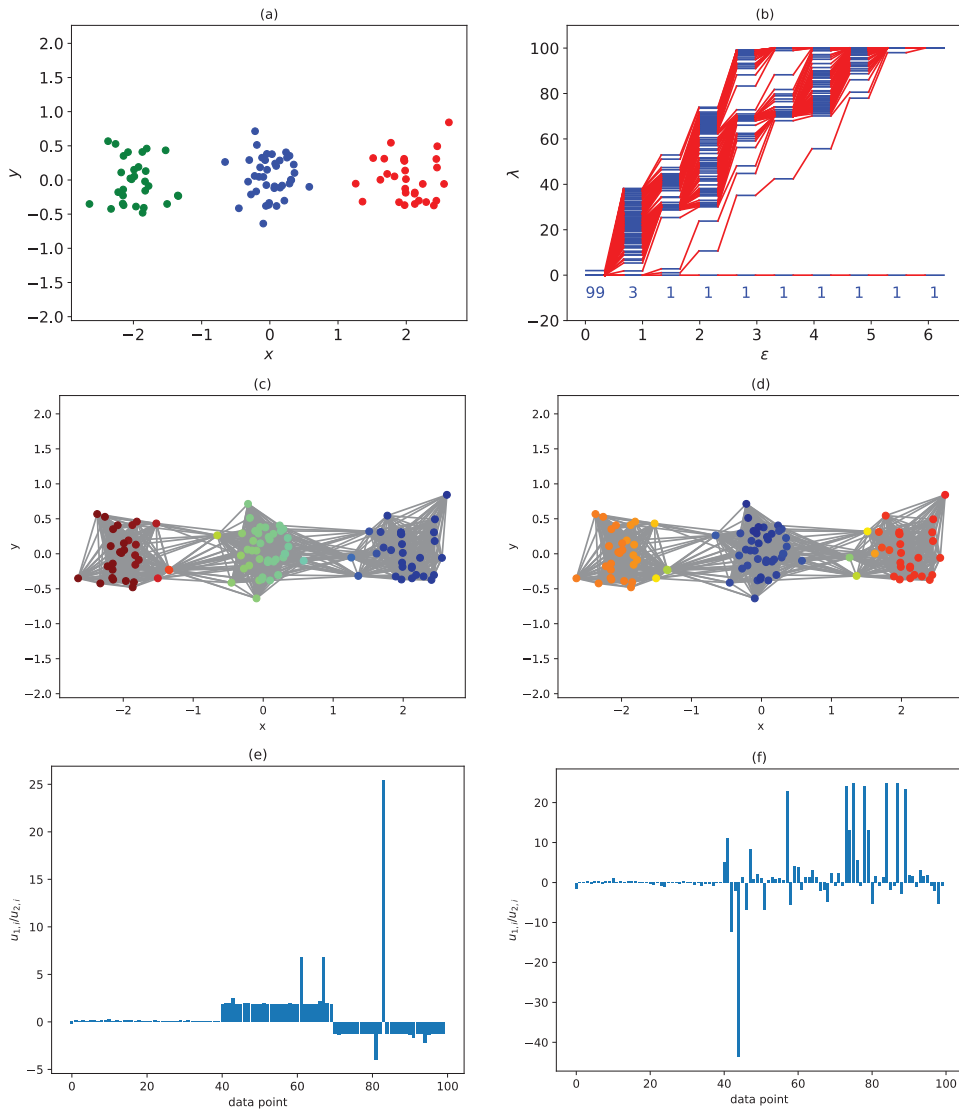 (a)
2.0
1.5
1.0
0.5
0.0
−0.5
−1.0
−1.5
−2.0
y
−2 −1 0 1 2
x
(b)
100
80
60
40
20
0
−20
λ
99 3 1 1 1 1 1 1 1 1
0 1 2 3 4 5 6
ε
(c)
2.0
1.5
1.0
0.5
0.0
−0.5
−1.0
−1.5
−2.0
y
−2 −1 0 1 2
x
(d)
2.0
1.5
1.0
0.5
0.0
−0.5
−1.0
−1.5
−2.0
y
−2 −1 0 1 2
x
(e)
25
20
15
10
5
0
−5
u1,i/u2,i
0 20 40 60 80 100
data point
(f)
20
10
0
−10
−20
−30
−40
u1,i/u2,i
0 20 40 60 80 100
data point